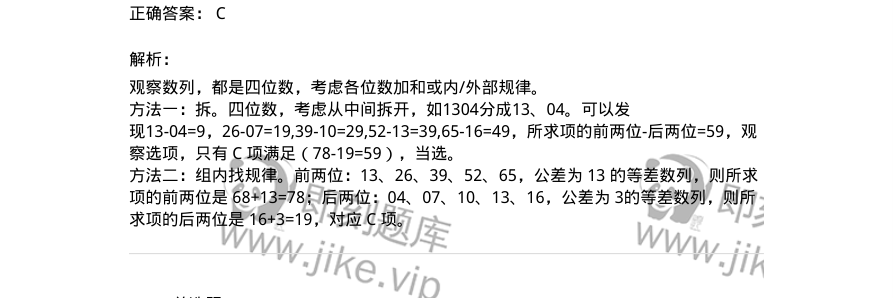 正确答案： C
解析：
观察数列，都是四位数，考虑各位数加和或内/外部规律。
方法一：拆。四位数，考虑从中间拆开，如1304分成13、04。可以发
现13-04=9，26-07=19,39-10=29,52-13=39,65-16=49，所求项的前两位-后两位=59，观
察选项，只有 C 项满足（78-19=59），当选。
方法二：组内找规律。前两位：13、26、39、52、65，公差为 13 的等差数列，则所求
项的前两位是 68+13=78；后两位：04、07、10、13、16，公差为 3的等差数列，则所
求项的后两位是 16+3=19，对应 C 项。
即刻题库
www.jike.vip
即刻
www.jik